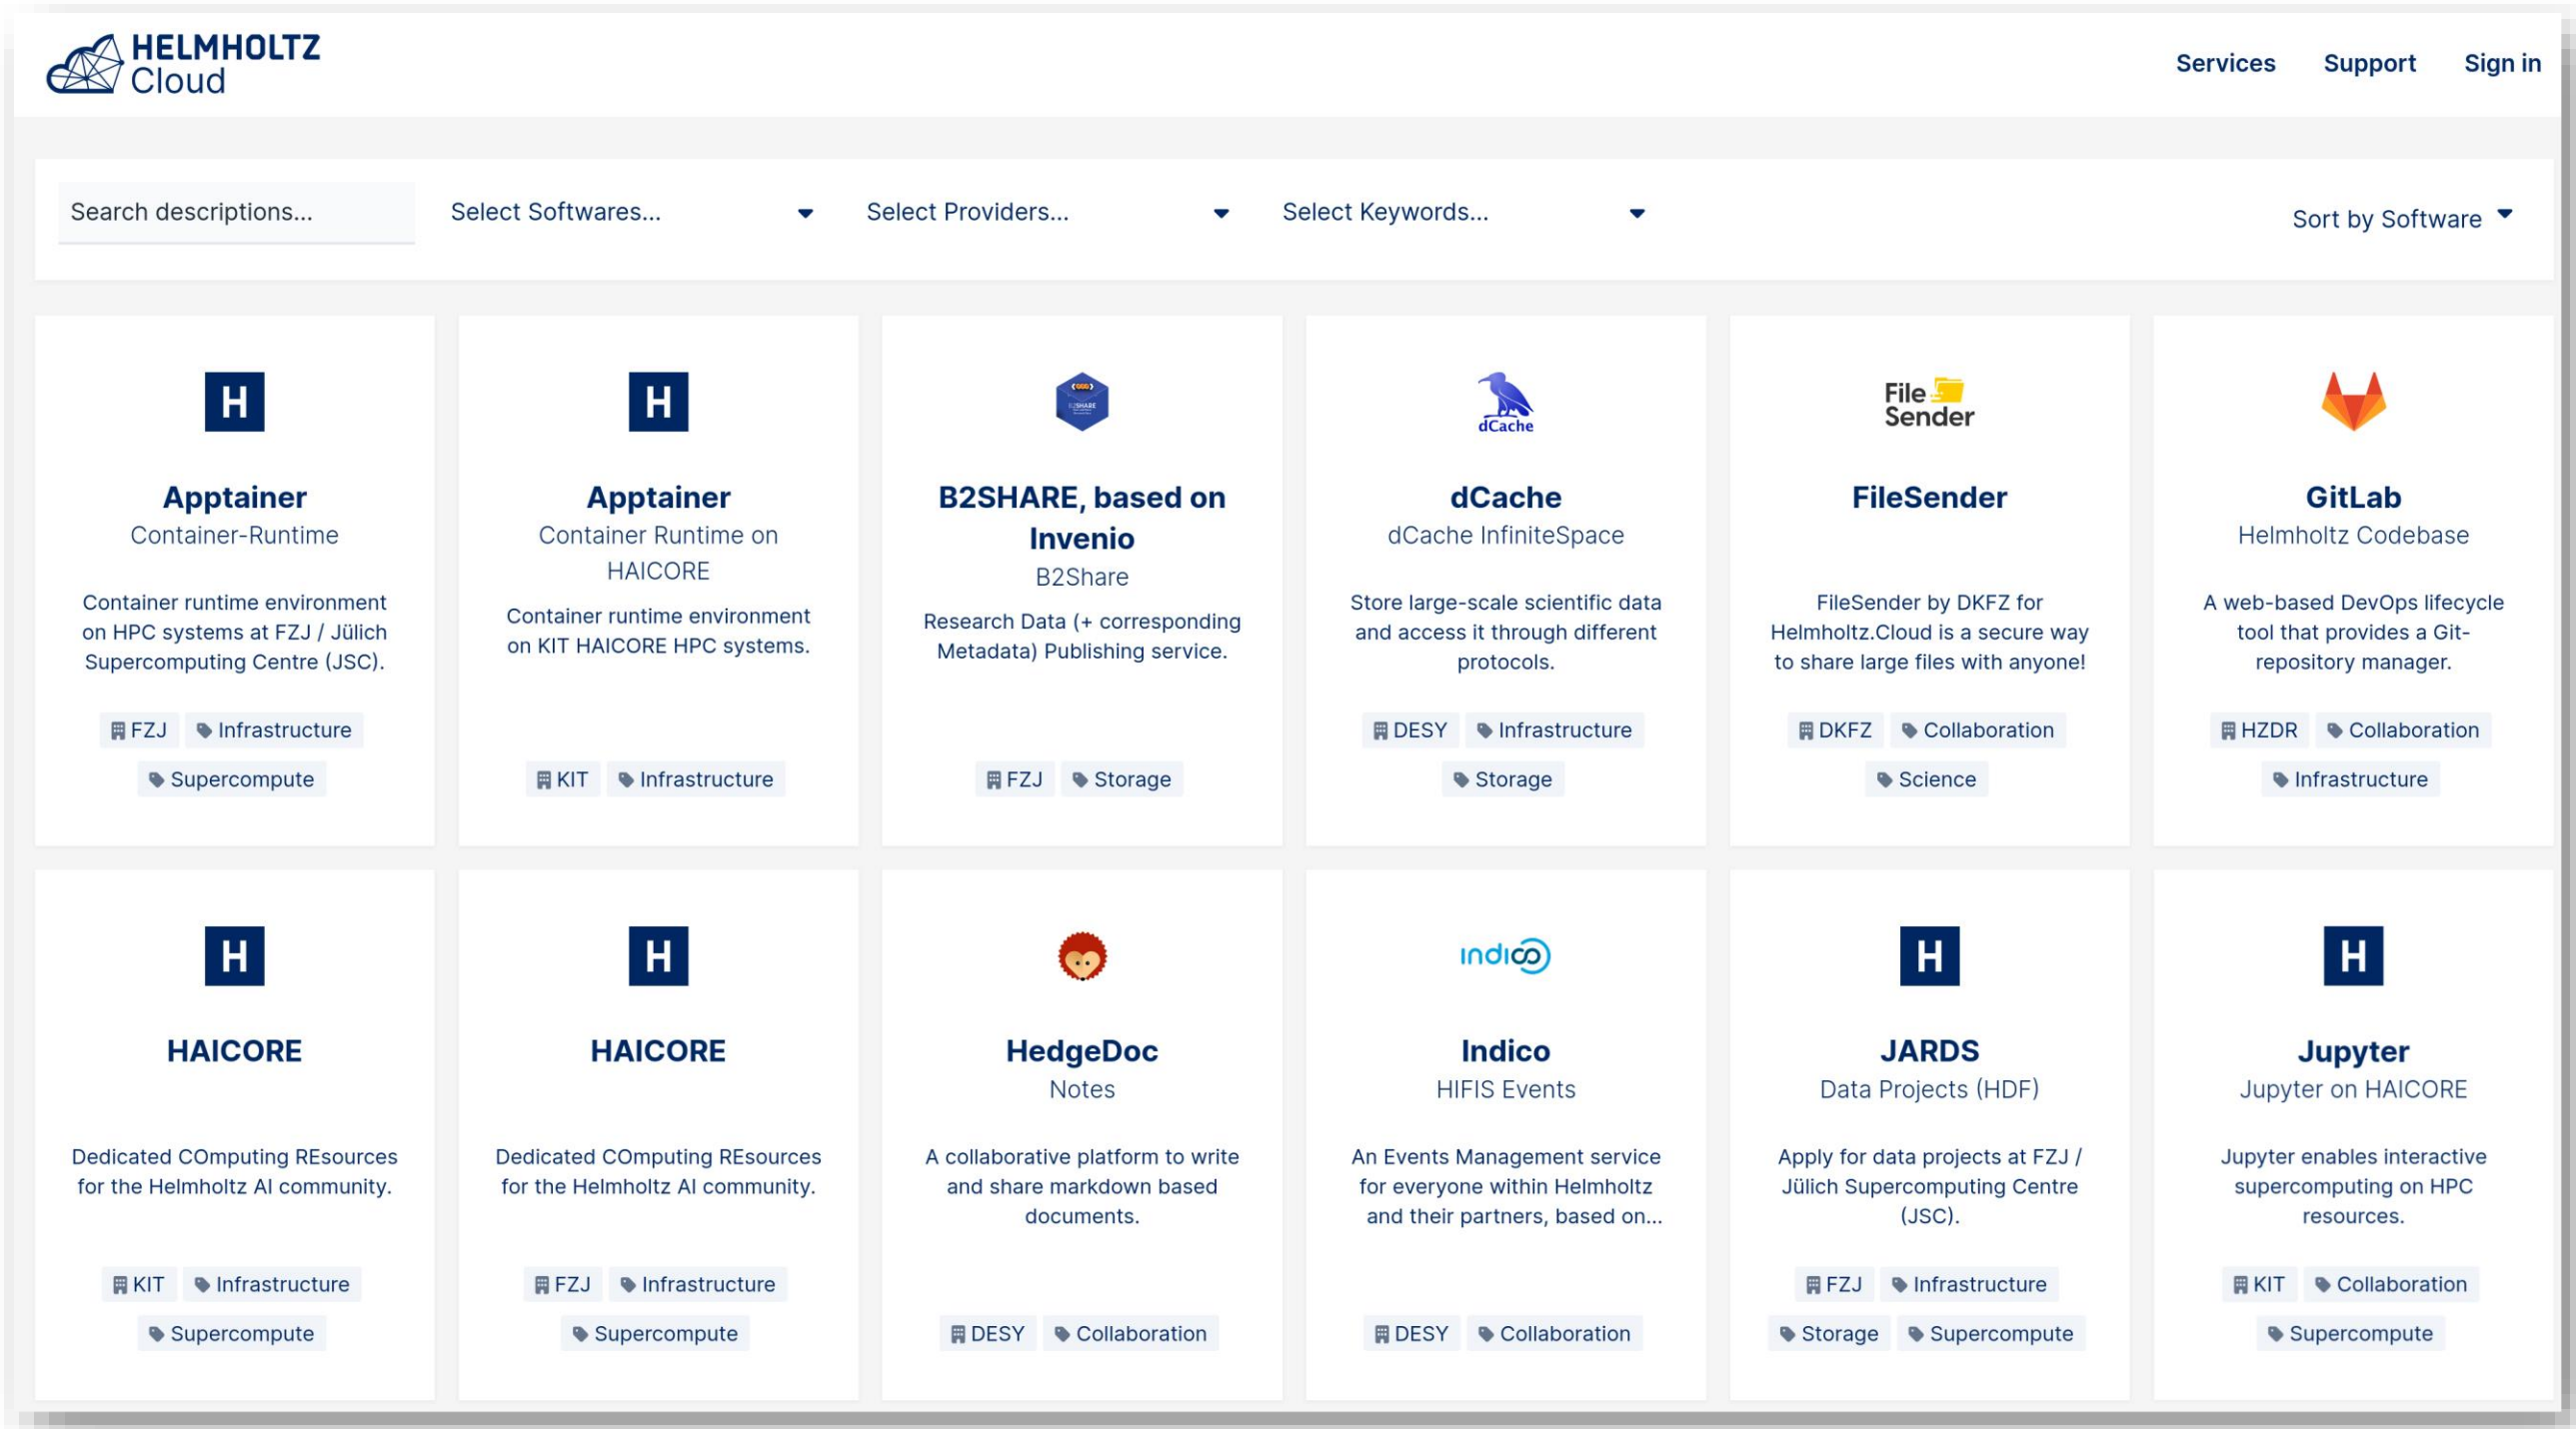 HELMHOLTZ
Cloud
Services
Support
Sign in
Search descriptions...
Select Softwares...
Select Providers...
Select Keywords...
Sort by Software
H
Apptainer
Container-Runtime
Container runtime environment
on HPC systems at FZJ / Jülich
Supercomputing Centre (JSC).
FZJ
Infrastructure
Supercompute
H
Apptainer
Container Runtime on
HAICORE
Container runtime environment
on KIT HAICORE HPC systems.
KIT
Infrastructure
B2SHARE
B2SHARE, based on
Invenio
B2Share
Research Data (+ corresponding
Metadata) Publishing service.
FZJ
Storage
dCache
dCache
dCache InfiniteSpace
Store large-scale scientific data
and access it through different
protocols.
DESY
Infrastructure
Storage
File
Sender
FileSender
FileSender by DKFZ for
Helmholtz.Cloud is a secure way
to share large files with anyone!
DKFZ
Collaboration
Science
GitLab
Helmholtz Codebase
A web-based DevOps lifecycle
tool that provides a Git-
repository manager.
HZDR
Collaboration
Infrastructure
H
HAICORE
Dedicated COmputing REsources
for the Helmholtz AI community.
KIT
Infrastructure
Supercompute
H
HAICORE
Dedicated COmputing REsources
for the Helmholtz AI community.
FZJ
Infrastructure
Supercompute
HedgeDoc
Notes
A collaborative platform to write
and share markdown based
documents.
DESY
Collaboration
indico
Indico
HIFIS Events
An Events Management service
for everyone within Helmholtz
and their partners, based on...
DESY
Collaboration
H
JARDS
Data Projects (HDF)
Apply for data projects at FZJ /
Jülich Supercomputing Centre
(JSC).
FZJ
Infrastructure
Storage
Supercompute
H
Jupyter
Jupyter on HAICORE
Jupyter enables interactive
supercomputing on HPC
resources.
KIT
Collaboration
Supercompute